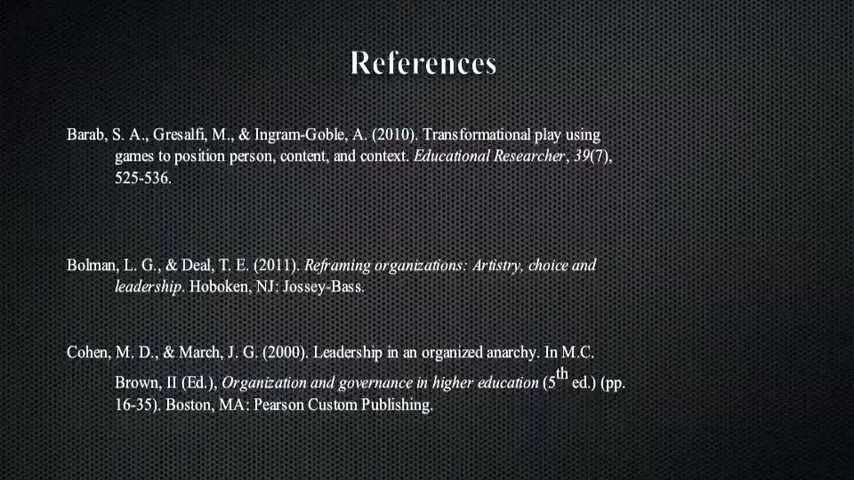 References
Barab, S. A., Gresalfi, M., & Ingram-Goble, A. (2010). Transformational play using
games to position person, content, and context. Educational Researcher, 39(7),
525-536.
Bolman, L. G., & Deal, T. E. (2011). Reframing organizations: Artistry, choice and
leadership. Hoboken, NJ: Jossey-Bass.
Cohen, M. D., & March, J. G. (2000). Leadership in an organized anarchy. In M.C.
Brown, II (Ed.), Organization and governance in higher education (5th ed.) (pp.
16-35). Boston, MA: Pearson Custom Publishing.